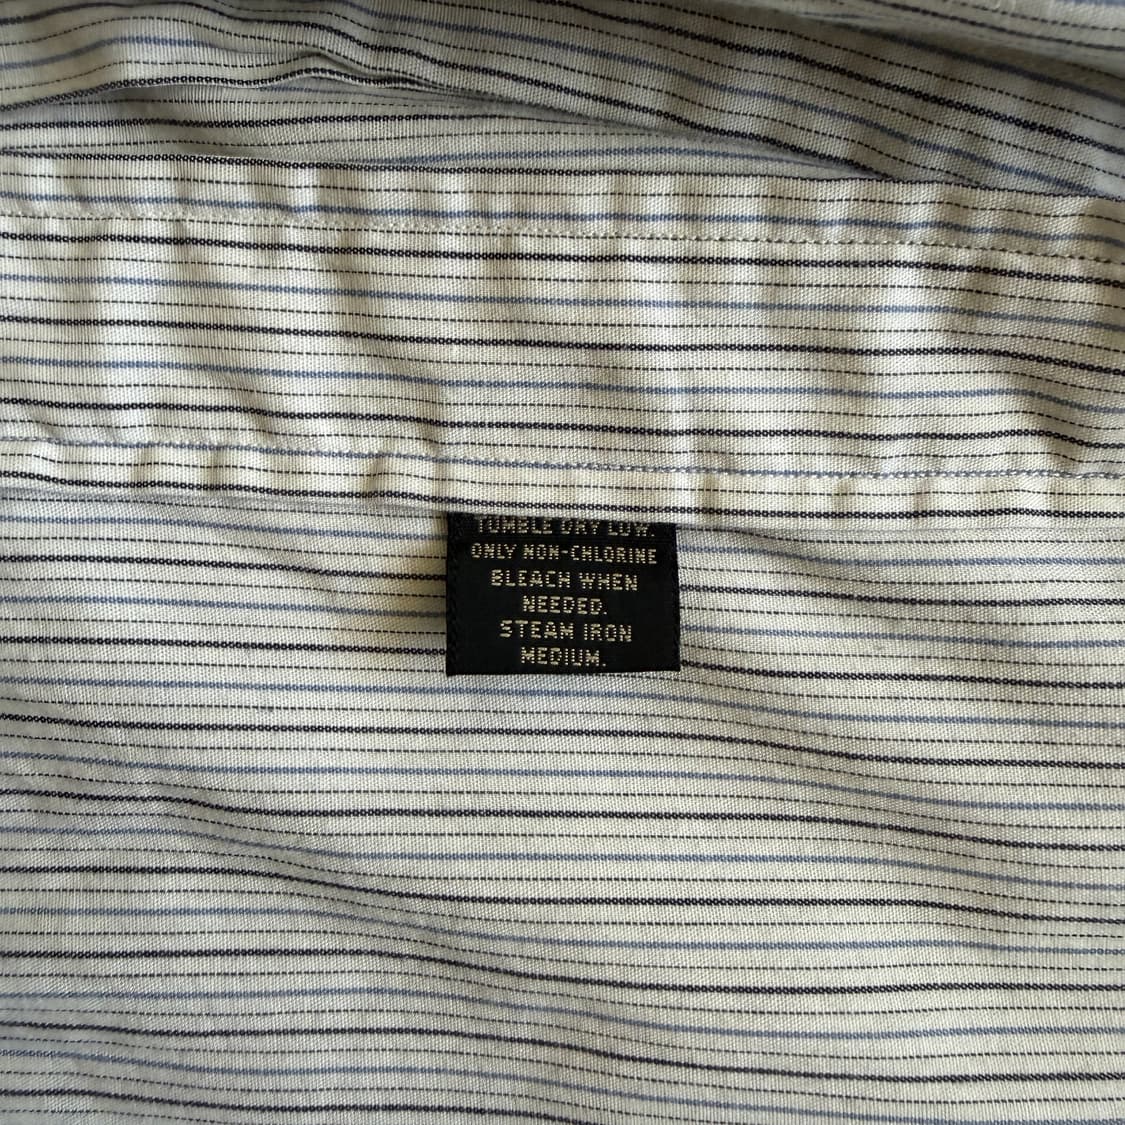 TUMBLE DRY LOW.
ONLY NON-CHLORINE
BLEACH WHEN
NEEDED.
STEAM IRON
MEDIUM.